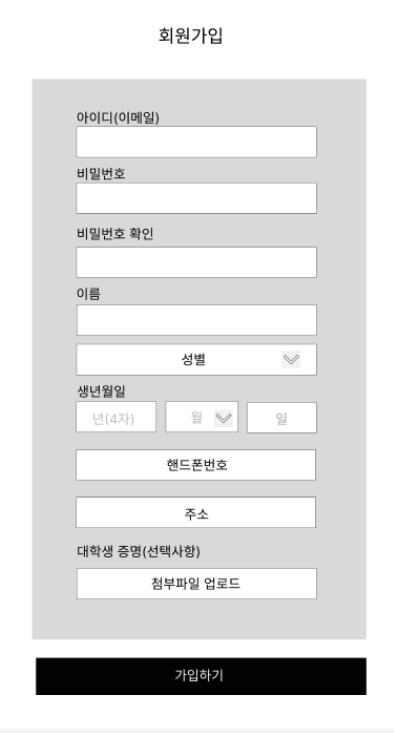 회원가입
아이디(이메일)
비밀번호
비밀번호 확인
이름
성별
생년월일
년(4자) 월 일
핸드폰번호
주소
대학생 증명(선택사항)
첨부파일 업로드
가입하기